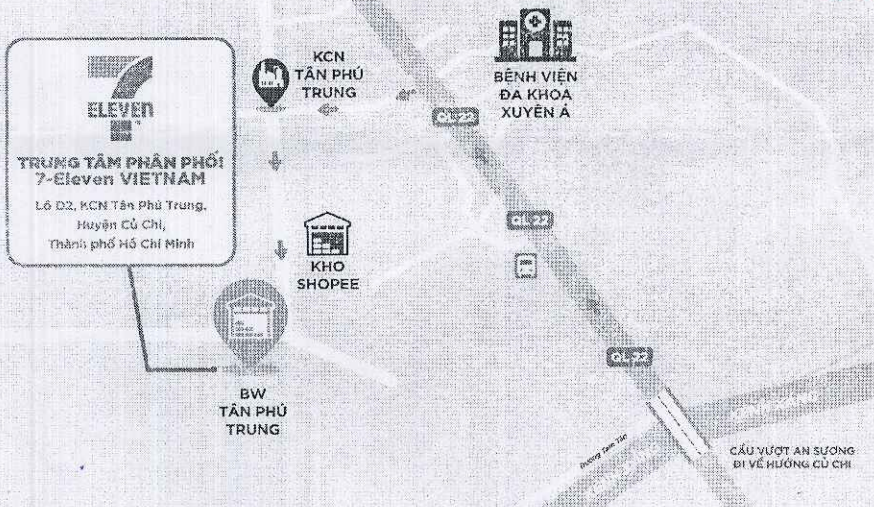 7
ELEVEN
TRUNG TÂM PHÂN PHỐI
7-Eleven VIETNAM
Lô D2, KCN Tân Phú Trung,
Huyện Củ Chi,
Thành phố Hồ Chí Minh
KCN
TÂN PHÚ
TRUNG
BỆNH VIỆN
ĐA KHOA
XUYÊN Á
QL 22
QL 22
KHO
SHOPEE
QL 22
BW
TÂN PHÚ
TRUNG
CẦU VƯỢT AN SƯƠNG
ĐI VỀ HƯỚNG CỦ CHI